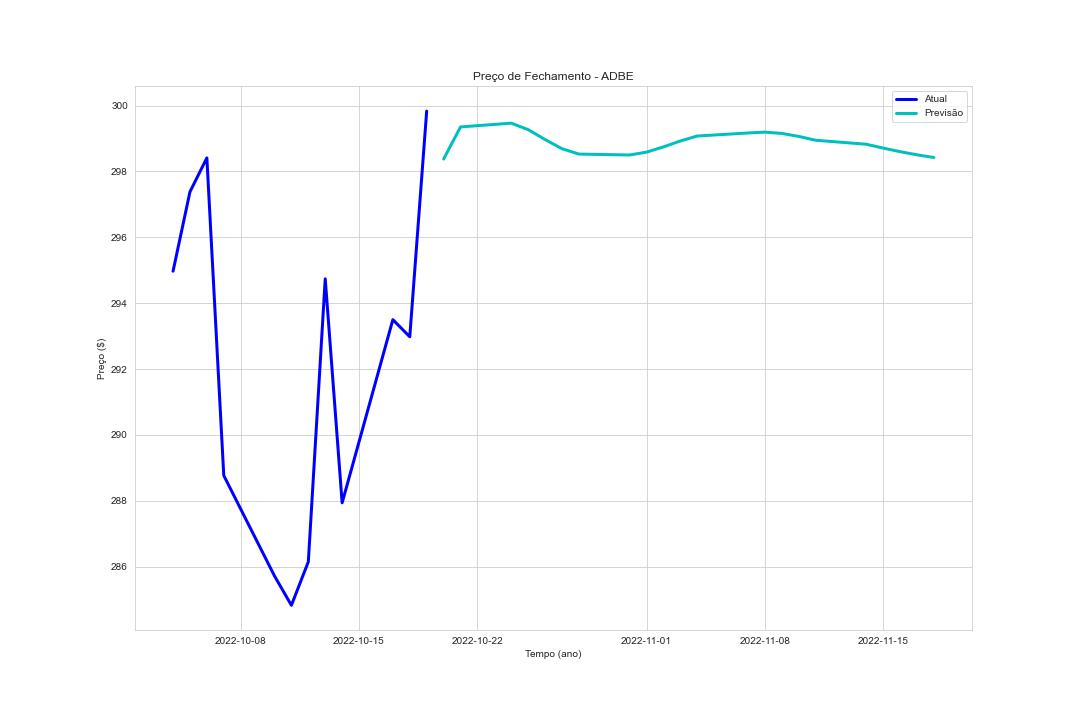 Preço de Fechamento - ADBE
Atual
Previsão
300
298
296
294
292
290
288
286
Preço ($)
2022-10-08
2022-10-15
2022-10-22
2022-11-01
2022-11-08
2022-11-15
Tempo (ano)